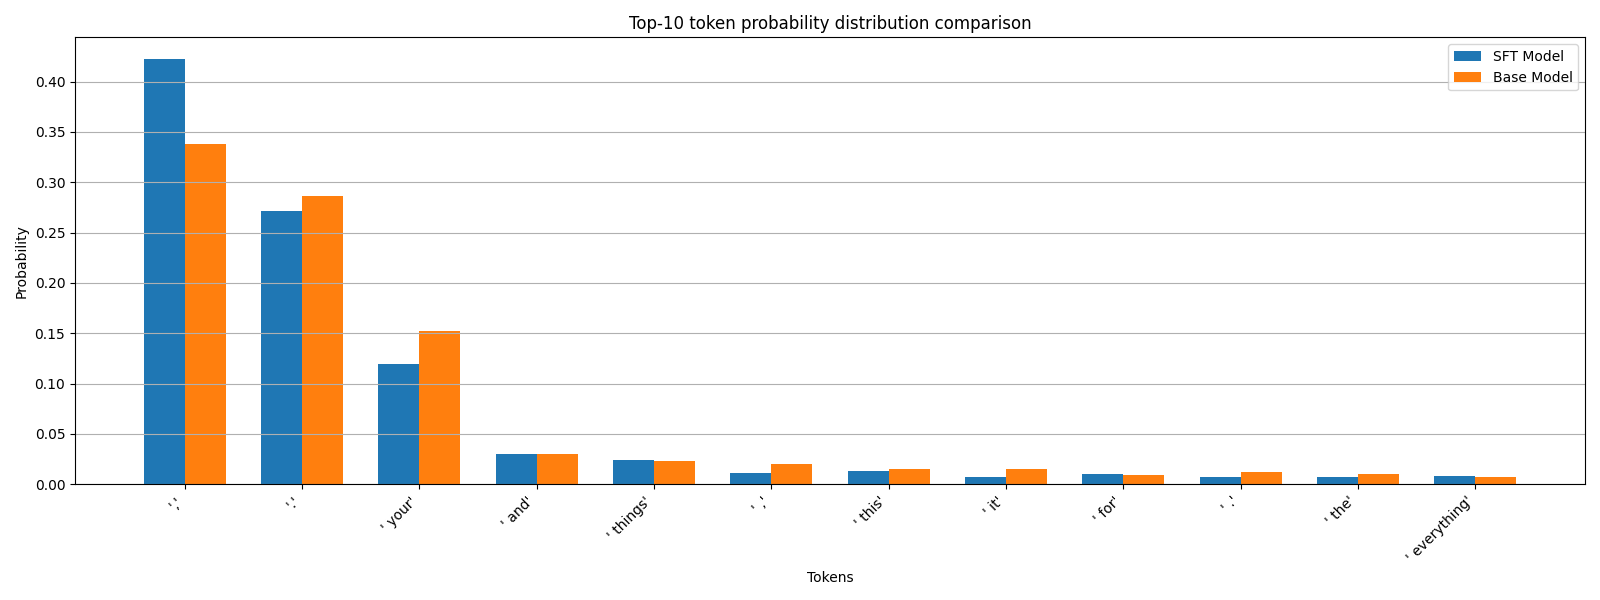 Top-10 token probability distribution comparison
SFT Model
Base Model
Probability
0.40
0.35
0.30
0.25
0.20
0.15
0.10
0.05
0.00
','
'.'
' your'
' and'
' things'
' ,'
' this'
' it'
' for'
' .'
' the'
' everything'
Tokens